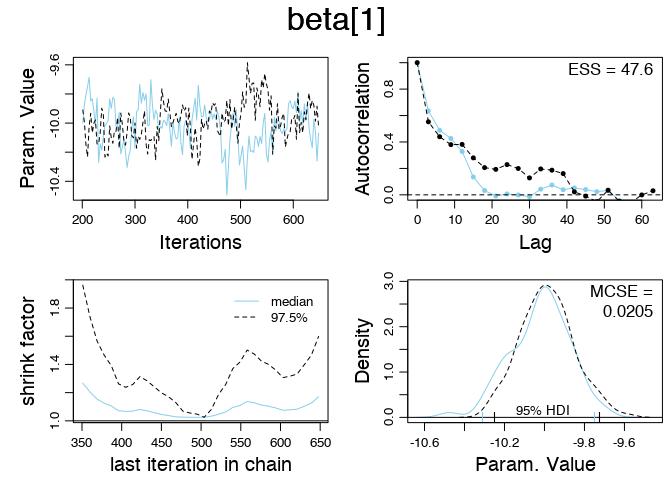 beta[1]
Param. Value
-10.4
-10.0
-9.6
200
300
400
500
600
Iterations
Autocorrelation
0.0
0.4
0.8
ESS = 47.6
0
10
20
30
40
50
60
Lag
shrink factor
1.0
1.4
1.8
median
97.5%
350
400
450
500
550
600
650
last iteration in chain
Density
0.0
1.0
2.0
3.0
MCSE =
0.0205
95% HDI
-10.6
-10.2
-9.8
-9.6
Param. Value